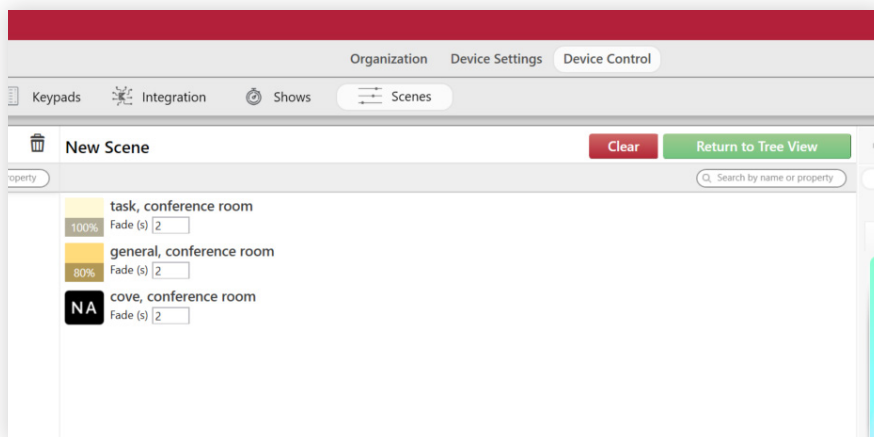 Organization Device Settings Device Control
Keypads Integration Shows Scenes
New Scene Clear Return to Tree View
operty Search by name or property
task, conference room
100% Fade (s) 2
general, conference room
80% Fade (s) 2
cove, conference room
NA Fade (s) 2